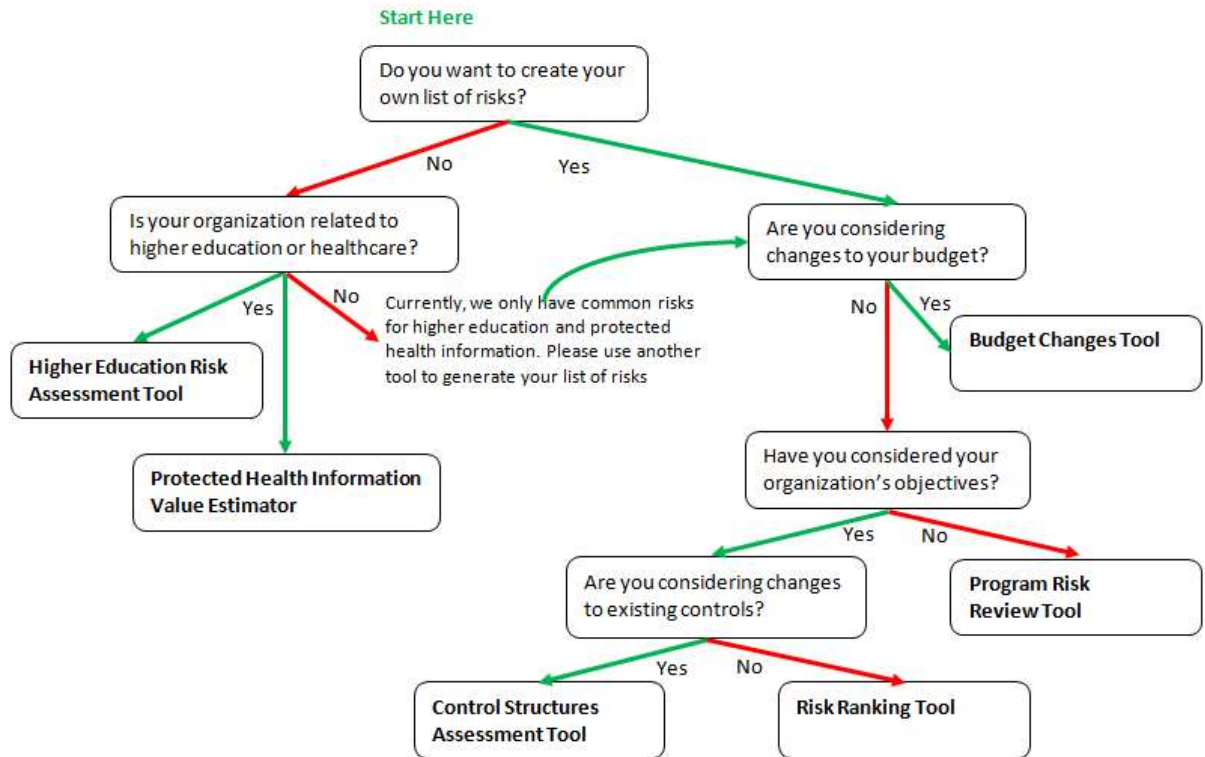 Start Here
Do you want to create your
own list of risks?
No
Yes
Is your organization related to
higher education or healthcare?
Are you considering
changes to your budget?
Yes
No
Currently, we only have common risks
for higher education and protected
health information. Please use another
tool to generate your list of risks
No
Yes
Higher Education Risk
Assessment Tool
Budget Changes Tool
Protected Health Information
Value Estimator
Have you considered your
organization's objectives?
Yes
No
Are you considering changes
to existing controls?
Program Risk
Review Tool
Yes
No
Control Structures
Assessment Tool
Risk Ranking Tool